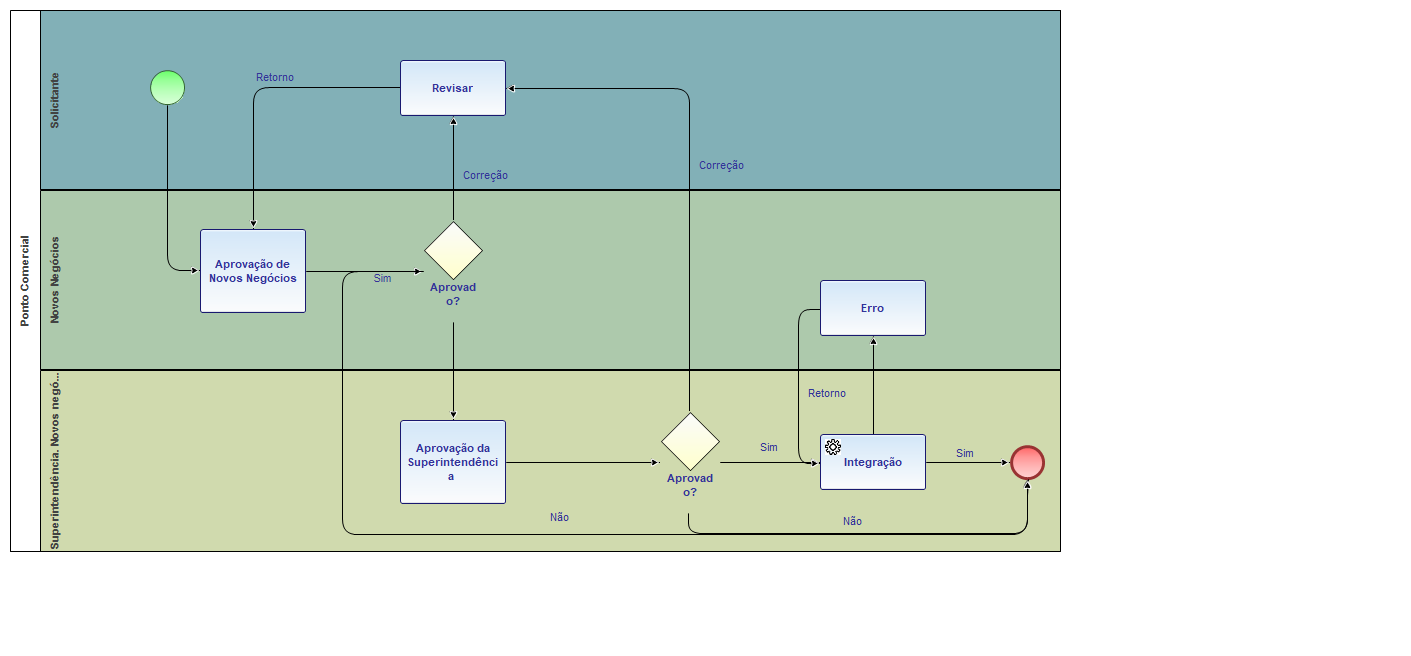 Ponto Comercial
Solicitante
Retorno
Revisar
Correção
Correção
Novos Negócios
Aprovação de
Novos Negócios
Sim
Aprovad
o?
Erro
Superintendência. Novos negó...
Retorno
Aprovação da
Superintendênci
a
Aprovad
o?
Sim
Integração
Sim
Não
Não